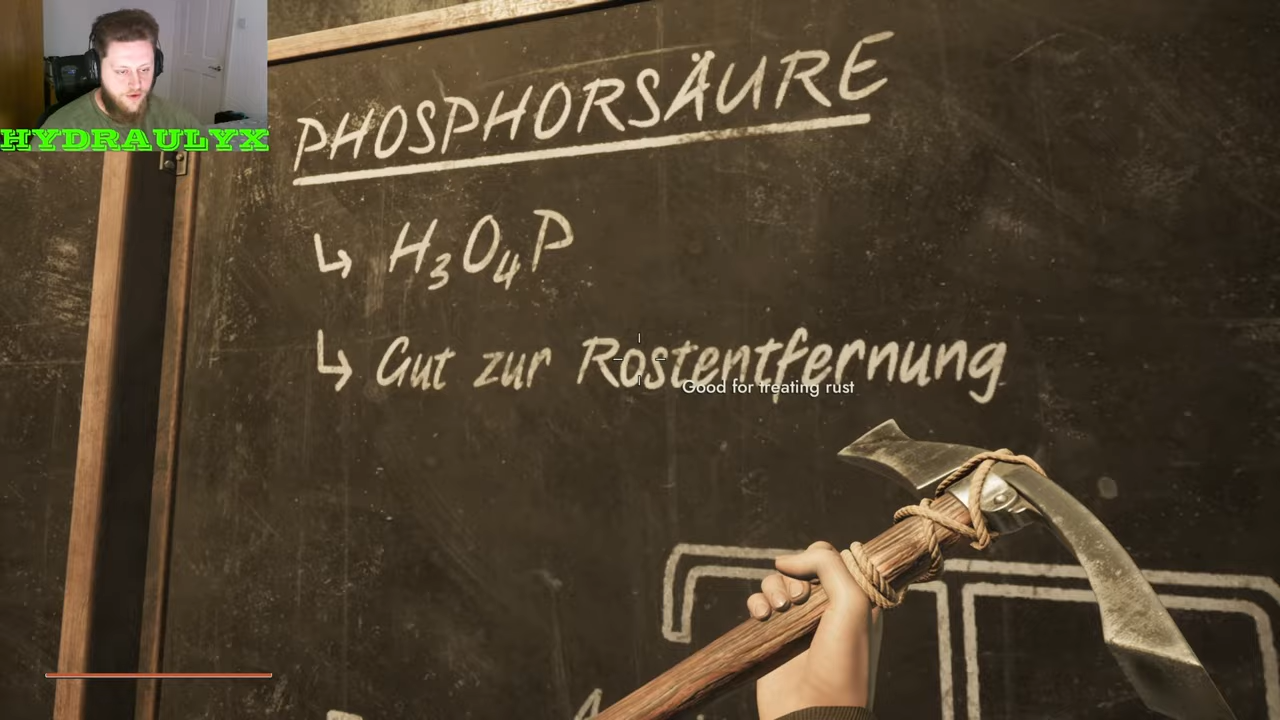 HYDRAULYX
PHOSPHORSÄURE
↳ H₃O₄P
↳ Gut zur Rostentfernung
Good for treating rust